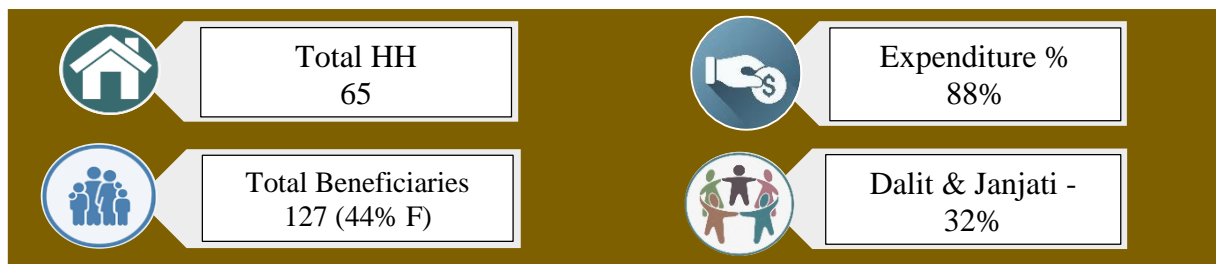 Total HH
65
Expenditure %
88%
Total Beneficiaries
127 (44% F)
Dalit & Janjati -
32%